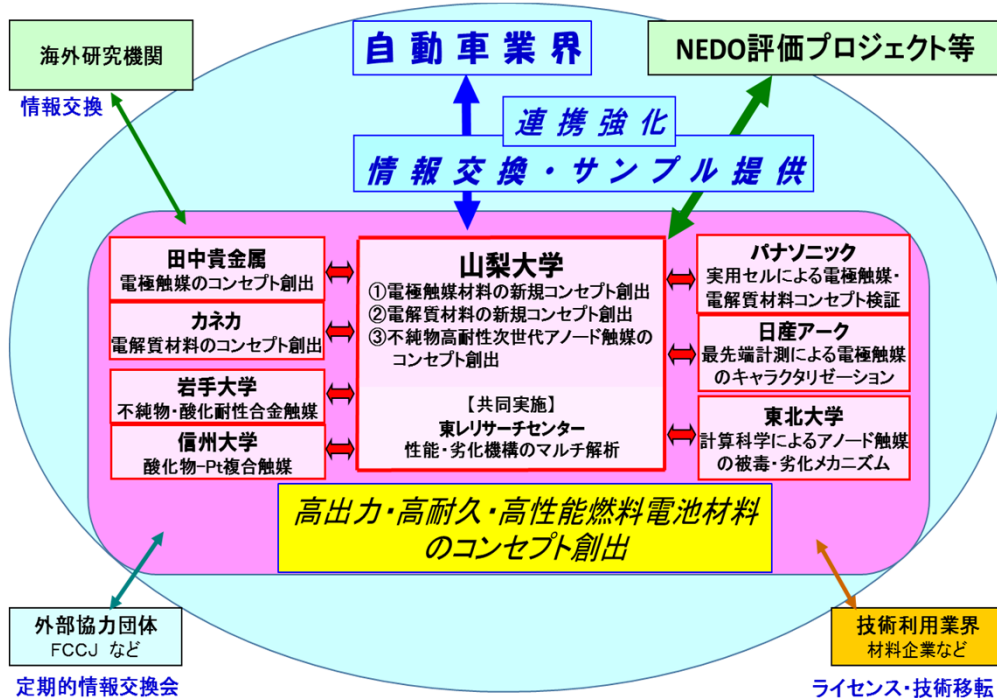 海外研究機関
情報交換
自動車業界
NEDO評価プロジェクト等
連携強化
情報交換・サンプル提供
田中貴金属
電極触媒のコンセプト創出
カネカ
電解質材料のコンセプト創出
岩手大学
不純物・酸化耐性合金触媒
信州大学
酸化物-Pt複合触媒
山梨大学
①電極触媒材料の新規コンセプト創出
②電解質材料の新規コンセプト創出
③不純物高耐性次世代アノード触媒の
コンセプト創出
【共同実施】
東レリサーチセンター
性能・劣化機構のマルチ解析
パナソニック
実用セルによる電極触媒・
電解質材料コンセプト検証
日産アーク
最先端計測による電極触媒
のキャラクタリゼーション
東北大学
計算科学によるアノード触媒
の被毒・劣化メカニズム
高出力・高耐久・高性能燃料電池材料
のコンセプト創出
外部協力団体
FCCJ など
定期的情報交換会
技術利用業界
材料企業など
ライセンス・技術移転